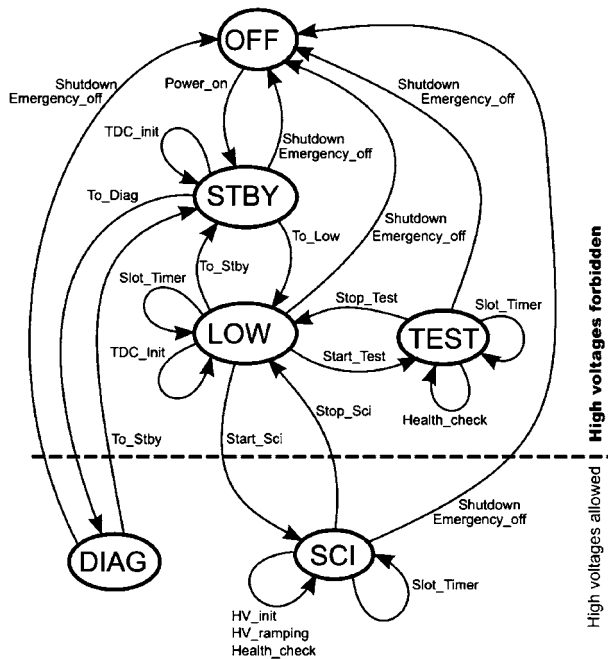 OFF
Shutdown
Emergency_off
Power_on
Shutdown
Emergency_off
TDC_init
Shutdown
Emergency_off
To_Diag
STBY
To_Low
Shutdown
Emergency_off
To_Stby
Slot_Timer
Stop_Test
Slot_Timer
LOW
TEST
TDC_Init
Start_Test
Health_check
Stop_Sci
To_Stby
Start_Sci
High voltages forbidden
High voltages allowed
Shutdown
Emergency_off
DIAG
SCI
Slot_Timer
HV_init
HV_ramping
Health_check